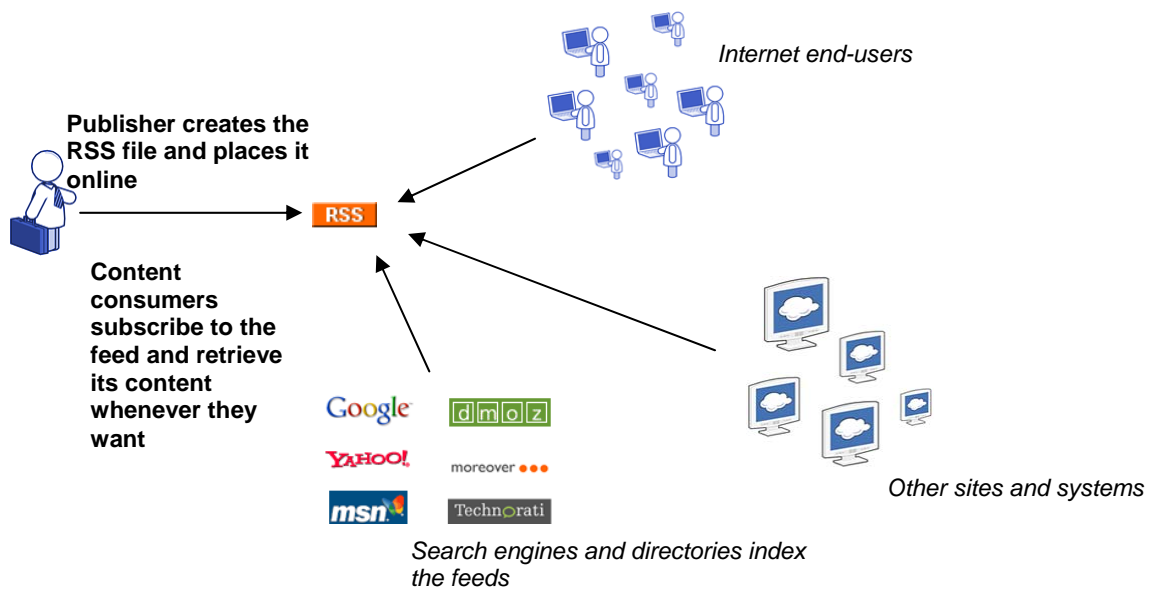 Internet end-users
Publisher creates the
RSS file and places it
online
RSS
Content
consumers
subscribe to the
feed and retrieve
its content
whenever they
want
Google
dmoz
YAHOO!
moreover
msn
Technorati
Other sites and systems
Search engines and directories index
the feeds